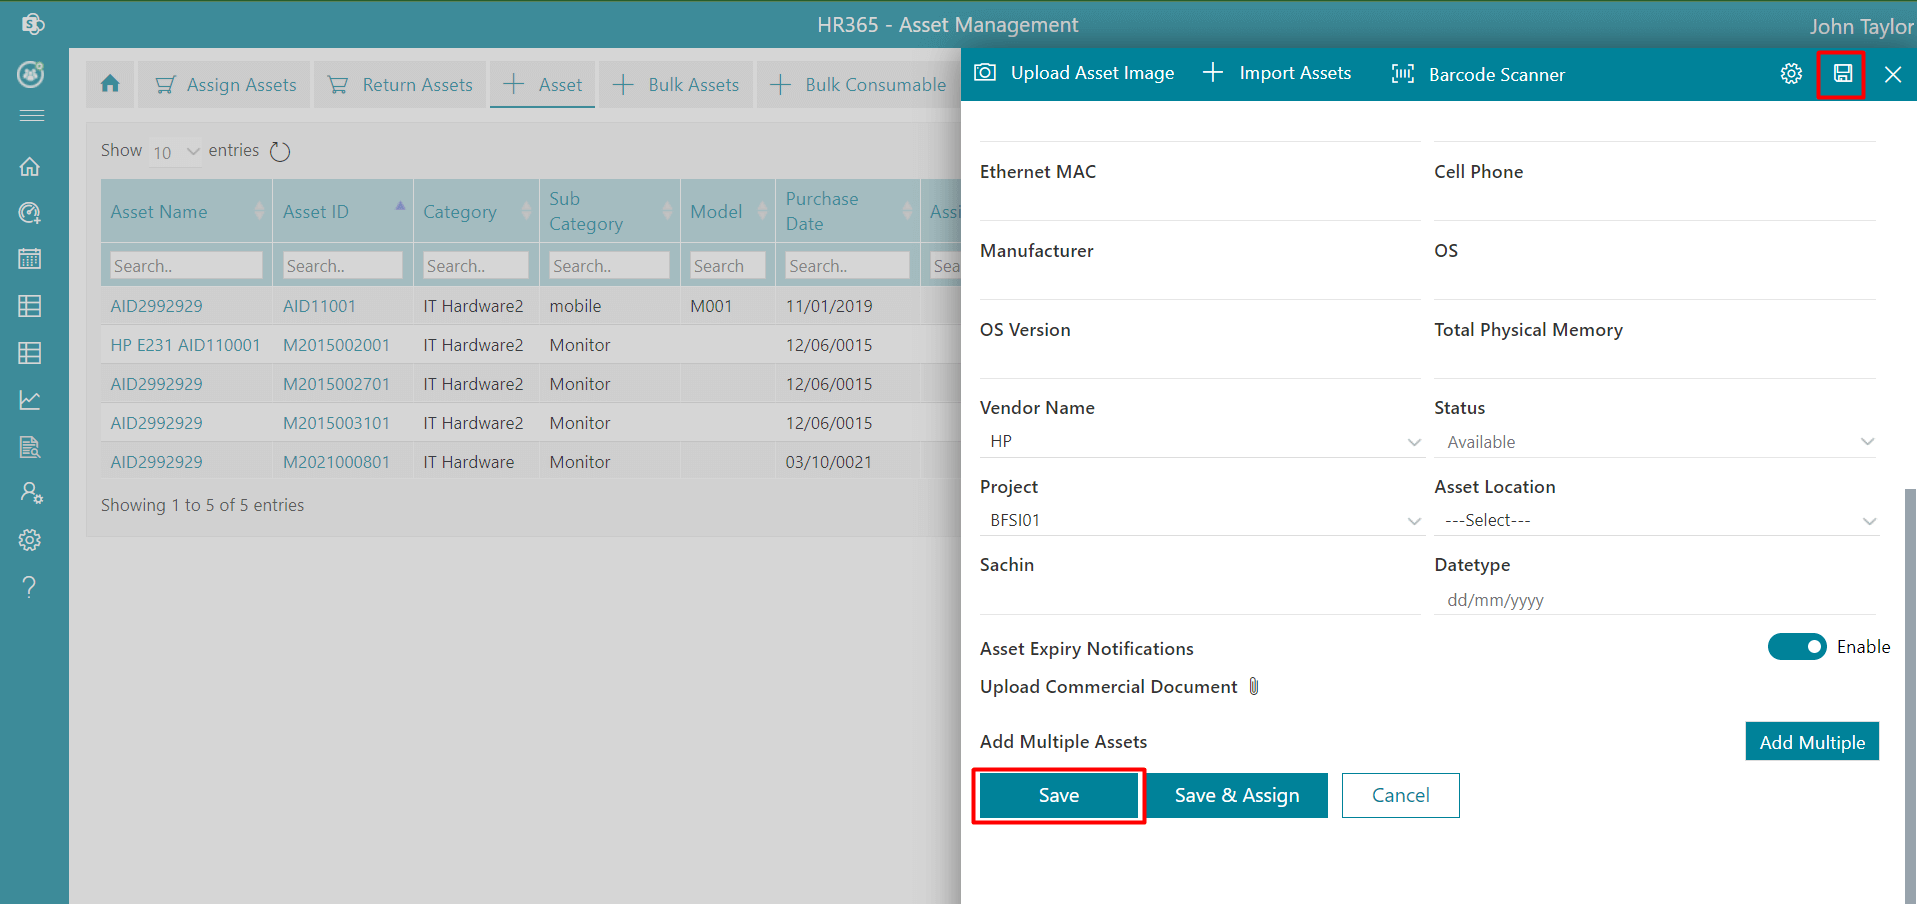 HR365 - Asset Management
John Taylor
Assign Assets
Return Assets
Asset
Bulk Assets
Bulk Consumable
Show 10 entries
Asset Name
Asset ID
Category
Sub Category
Model
Purchase Date
Assi
Search..
Search..
Search..
Search..
Search
Search..
Sea
AID2992929 AID11001 IT Hardware2 mobile M001 11/01/2019
HP E231 AID110001 M2015002001 IT Hardware2 Monitor 12/06/0015
AID2992929 M2015002701 IT Hardware2 Monitor 12/06/0015
AID2992929 M2015003101 IT Hardware2 Monitor 12/06/0015
AID2992929 M2021000801 IT Hardware Monitor 03/10/0021
Showing 1 to 5 of 5 entries
Upload Asset Image
Import Assets
Barcode Scanner
Ethernet MAC
Cell Phone
Manufacturer
OS
OS Version
Total Physical Memory
Vendor Name
HP
Status
Available
Project
BFSI01
Asset Location
---Select---
Sachin
Datetype
dd/mm/yyyy
Asset Expiry Notifications
Enable
Upload Commercial Document
Add Multiple Assets
Add Multiple
Save
Save & Assign
Cancel